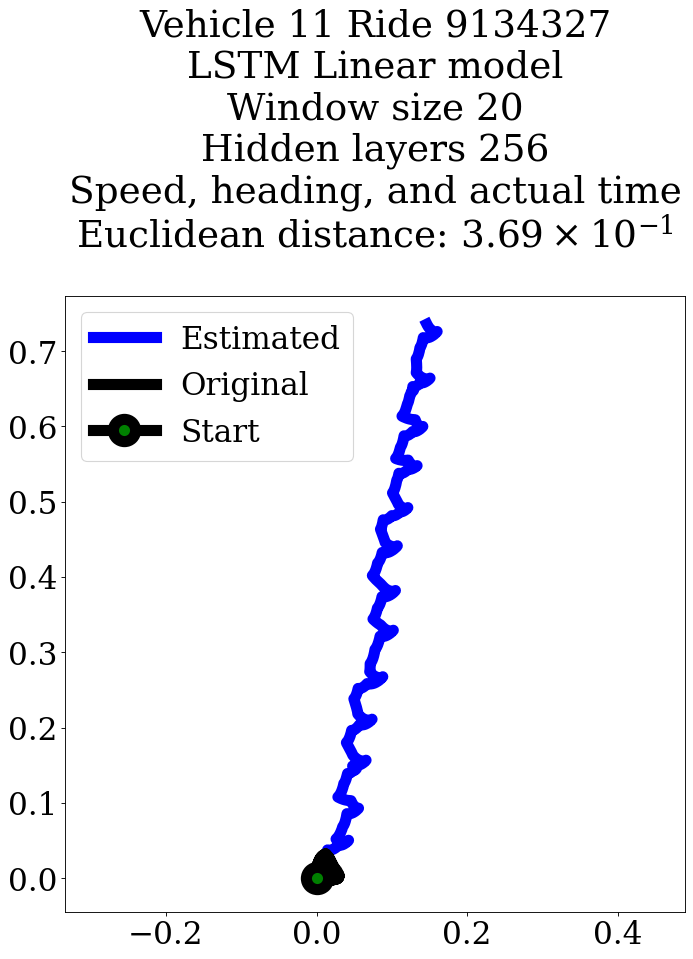 Vehicle 11 Ride 9134327
LSTM Linear model
Window size 20
Hidden layers 256
Speed, heading, and actual time
Euclidean distance: 3.69 × 10⁻¹
Estimated
Original
Start
0.7
0.6
0.5
0.4
0.3
0.2
0.1
0.0
−0.2 0.0 0.2 0.4